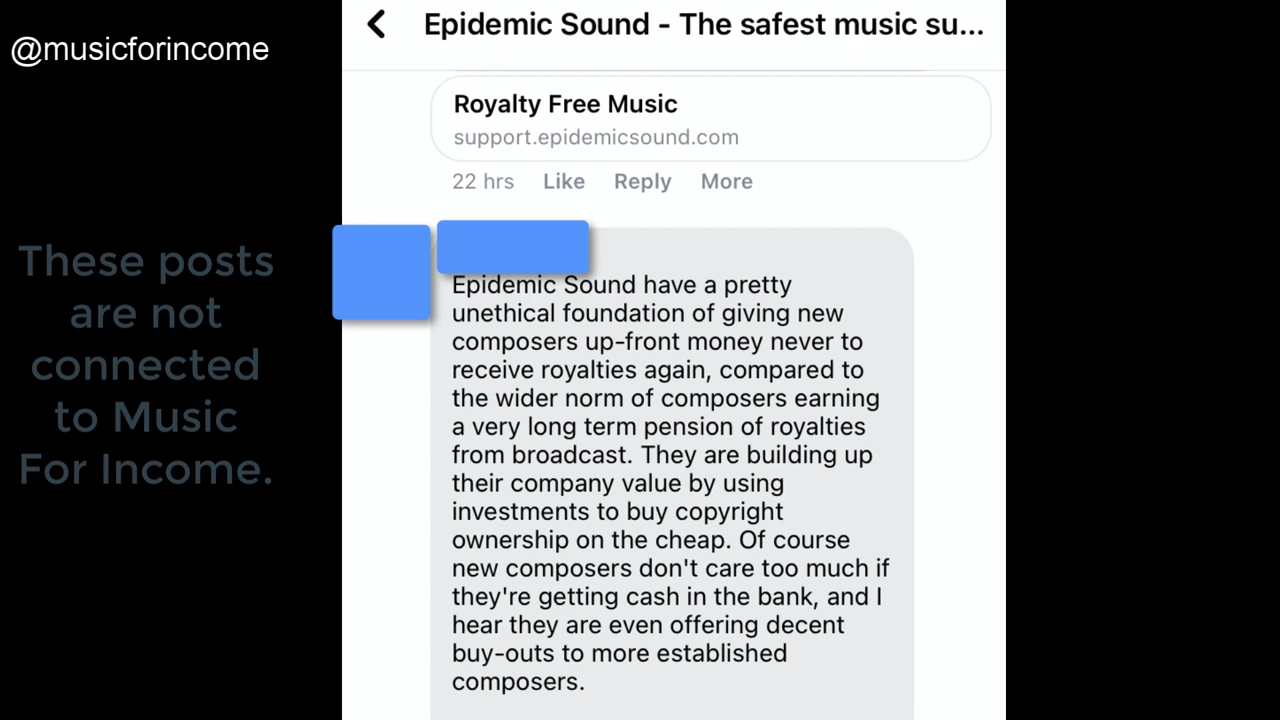 @musicforincome
These posts
are not
connected
to Music
For Income.
Epidemic Sound - The safest music su...
Royalty Free Music
support.epidemicsound.com
22 hrs Like Reply More
Epidemic Sound have a pretty
unethical foundation of giving new
composers up-front money never to
receive royalties again, compared to
the wider norm of composers earning
a very long term pension of royalties
from broadcast. They are building up
their company value by using
investments to buy copyright
ownership on the cheap. Of course
new composers don't care too much if
they're getting cash in the bank, and I
hear they are even offering decent
buy-outs to more established
composers.